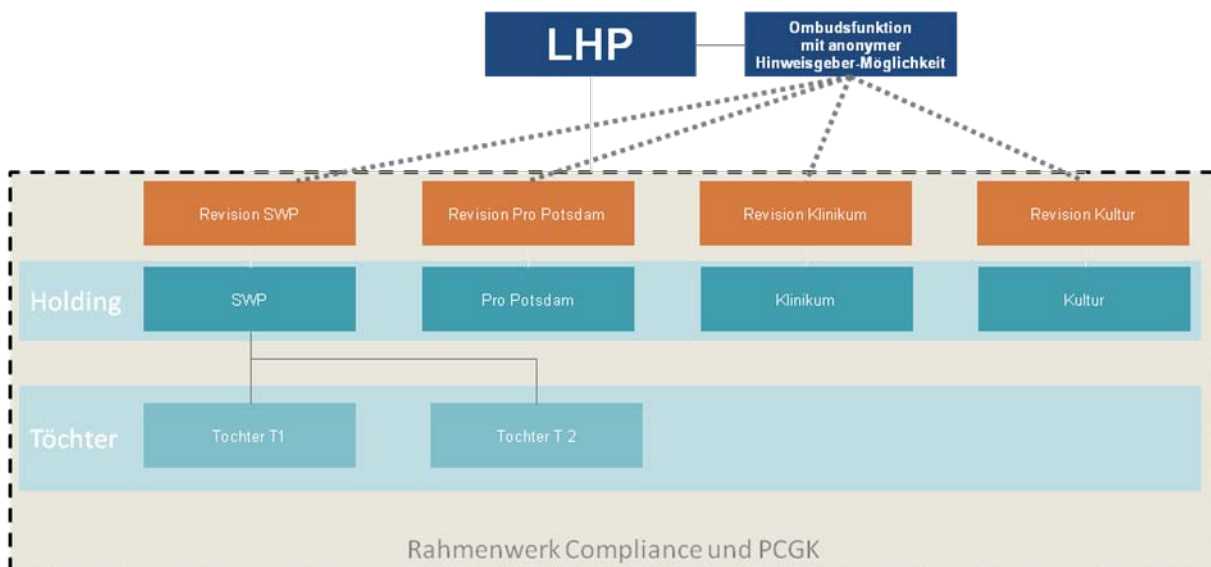 LHP
Ombudsfunktion
mit anonymer
Hinweisgeber-Möglichkeit
Revision SWP
Revision Pro Potsdam
Revision Klinikum
Revision Kultur
Holding
SWP
Pro Potsdam
Klinikum
Kultur
Töchter
Tochter T1
Tochter T 2
Rahmenwerk Compliance und PCGK